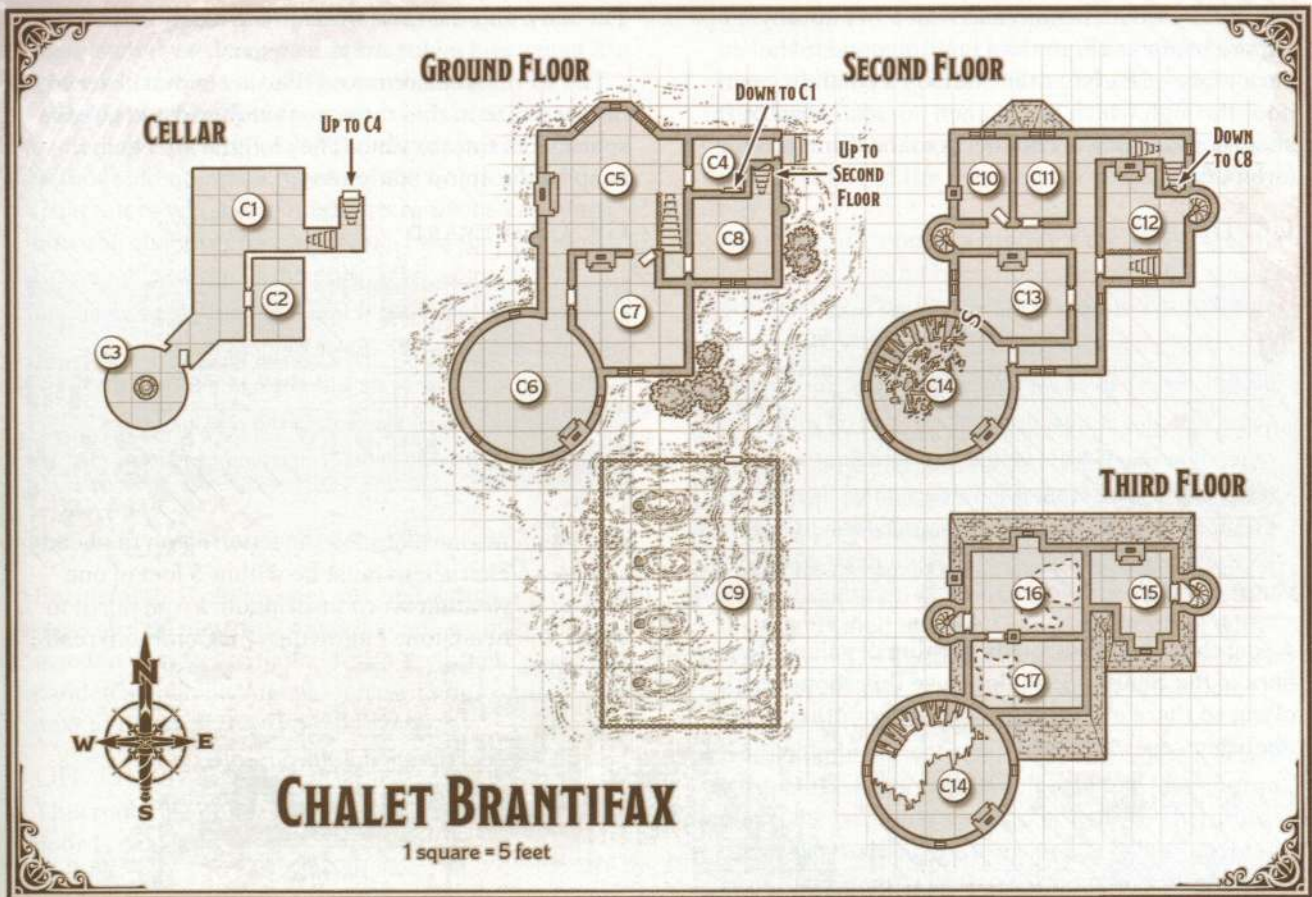 GROUND FLOOR
SECOND FLOOR
CELLAR
UP TO C4
DOWN TO C1
UP TO
SECOND
FLOOR
DOWN
TO C8
C1
C2
C3
C4
C5
C6
C7
C8
C9
C10
C11
C12
C13
S
C14
THIRD FLOOR
C15
C16
C17
C14
N
W
E
S
CHALET BRANTIFAX
1 square = 5 feet